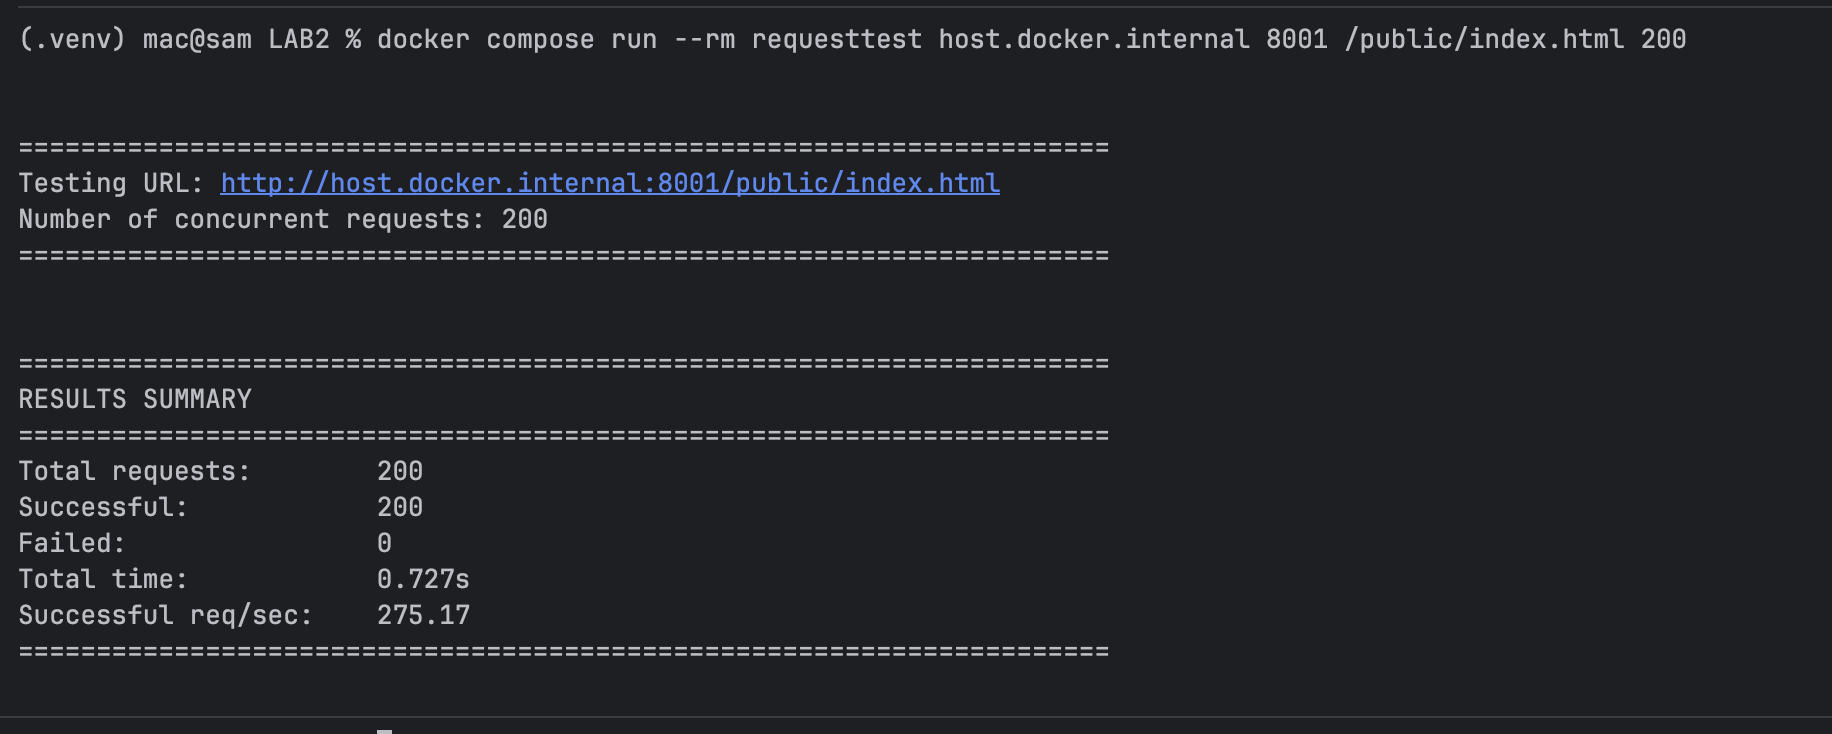 (.venv) mac@sam LAB2 % docker compose run --rm requesttest host.docker.internal 8001 /public/index.html 200
======================================================================
Testing URL: http://host.docker.internal:8001/public/index.html
Number of concurrent requests: 200
======================================================================
======================================================================
RESULTS SUMMARY
======================================================================
Total requests:        200
Successful:            200
Failed:                0
Total time:            0.727s
Successful req/sec:    275.17
======================================================================